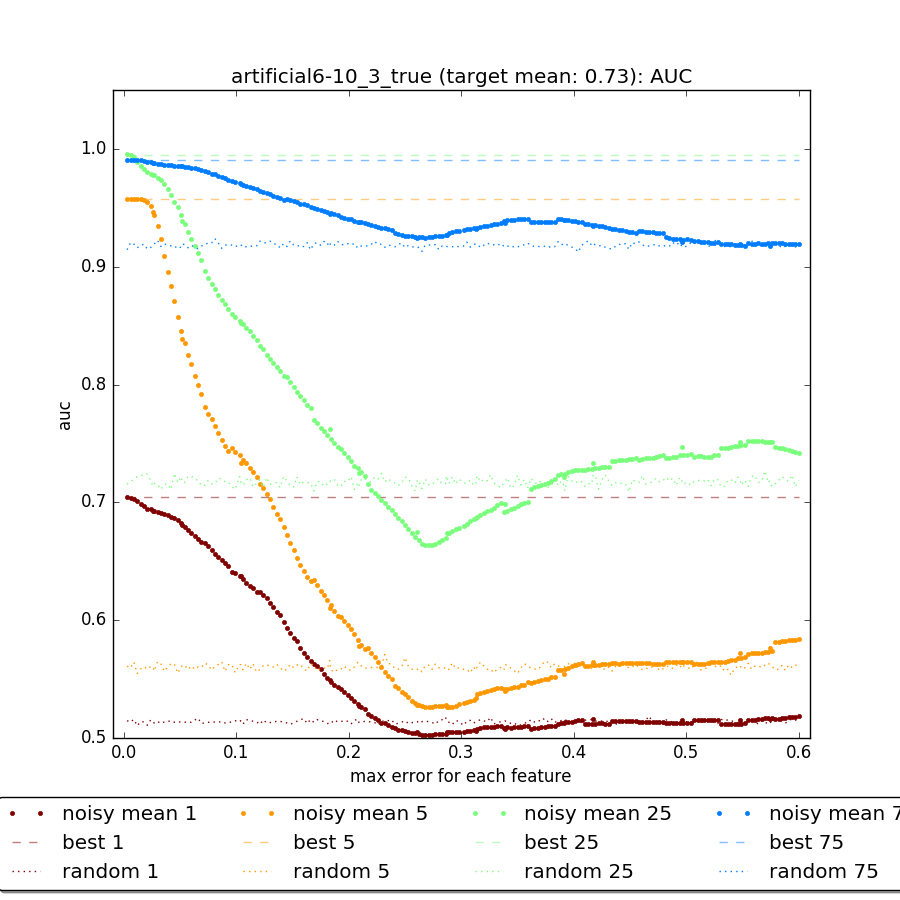 artificial6-10_3_true (target mean: 0.73): AUC
1.0
0.9
0.8
0.7
0.6
0.5
auc
0.0 0.1 0.2 0.3 0.4 0.5 0.6
max error for each feature
noisy mean 1 noisy mean 5 noisy mean 25 noisy mean 7
best 1 best 5 best 25 best 75
random 1 random 5 random 25 random 75